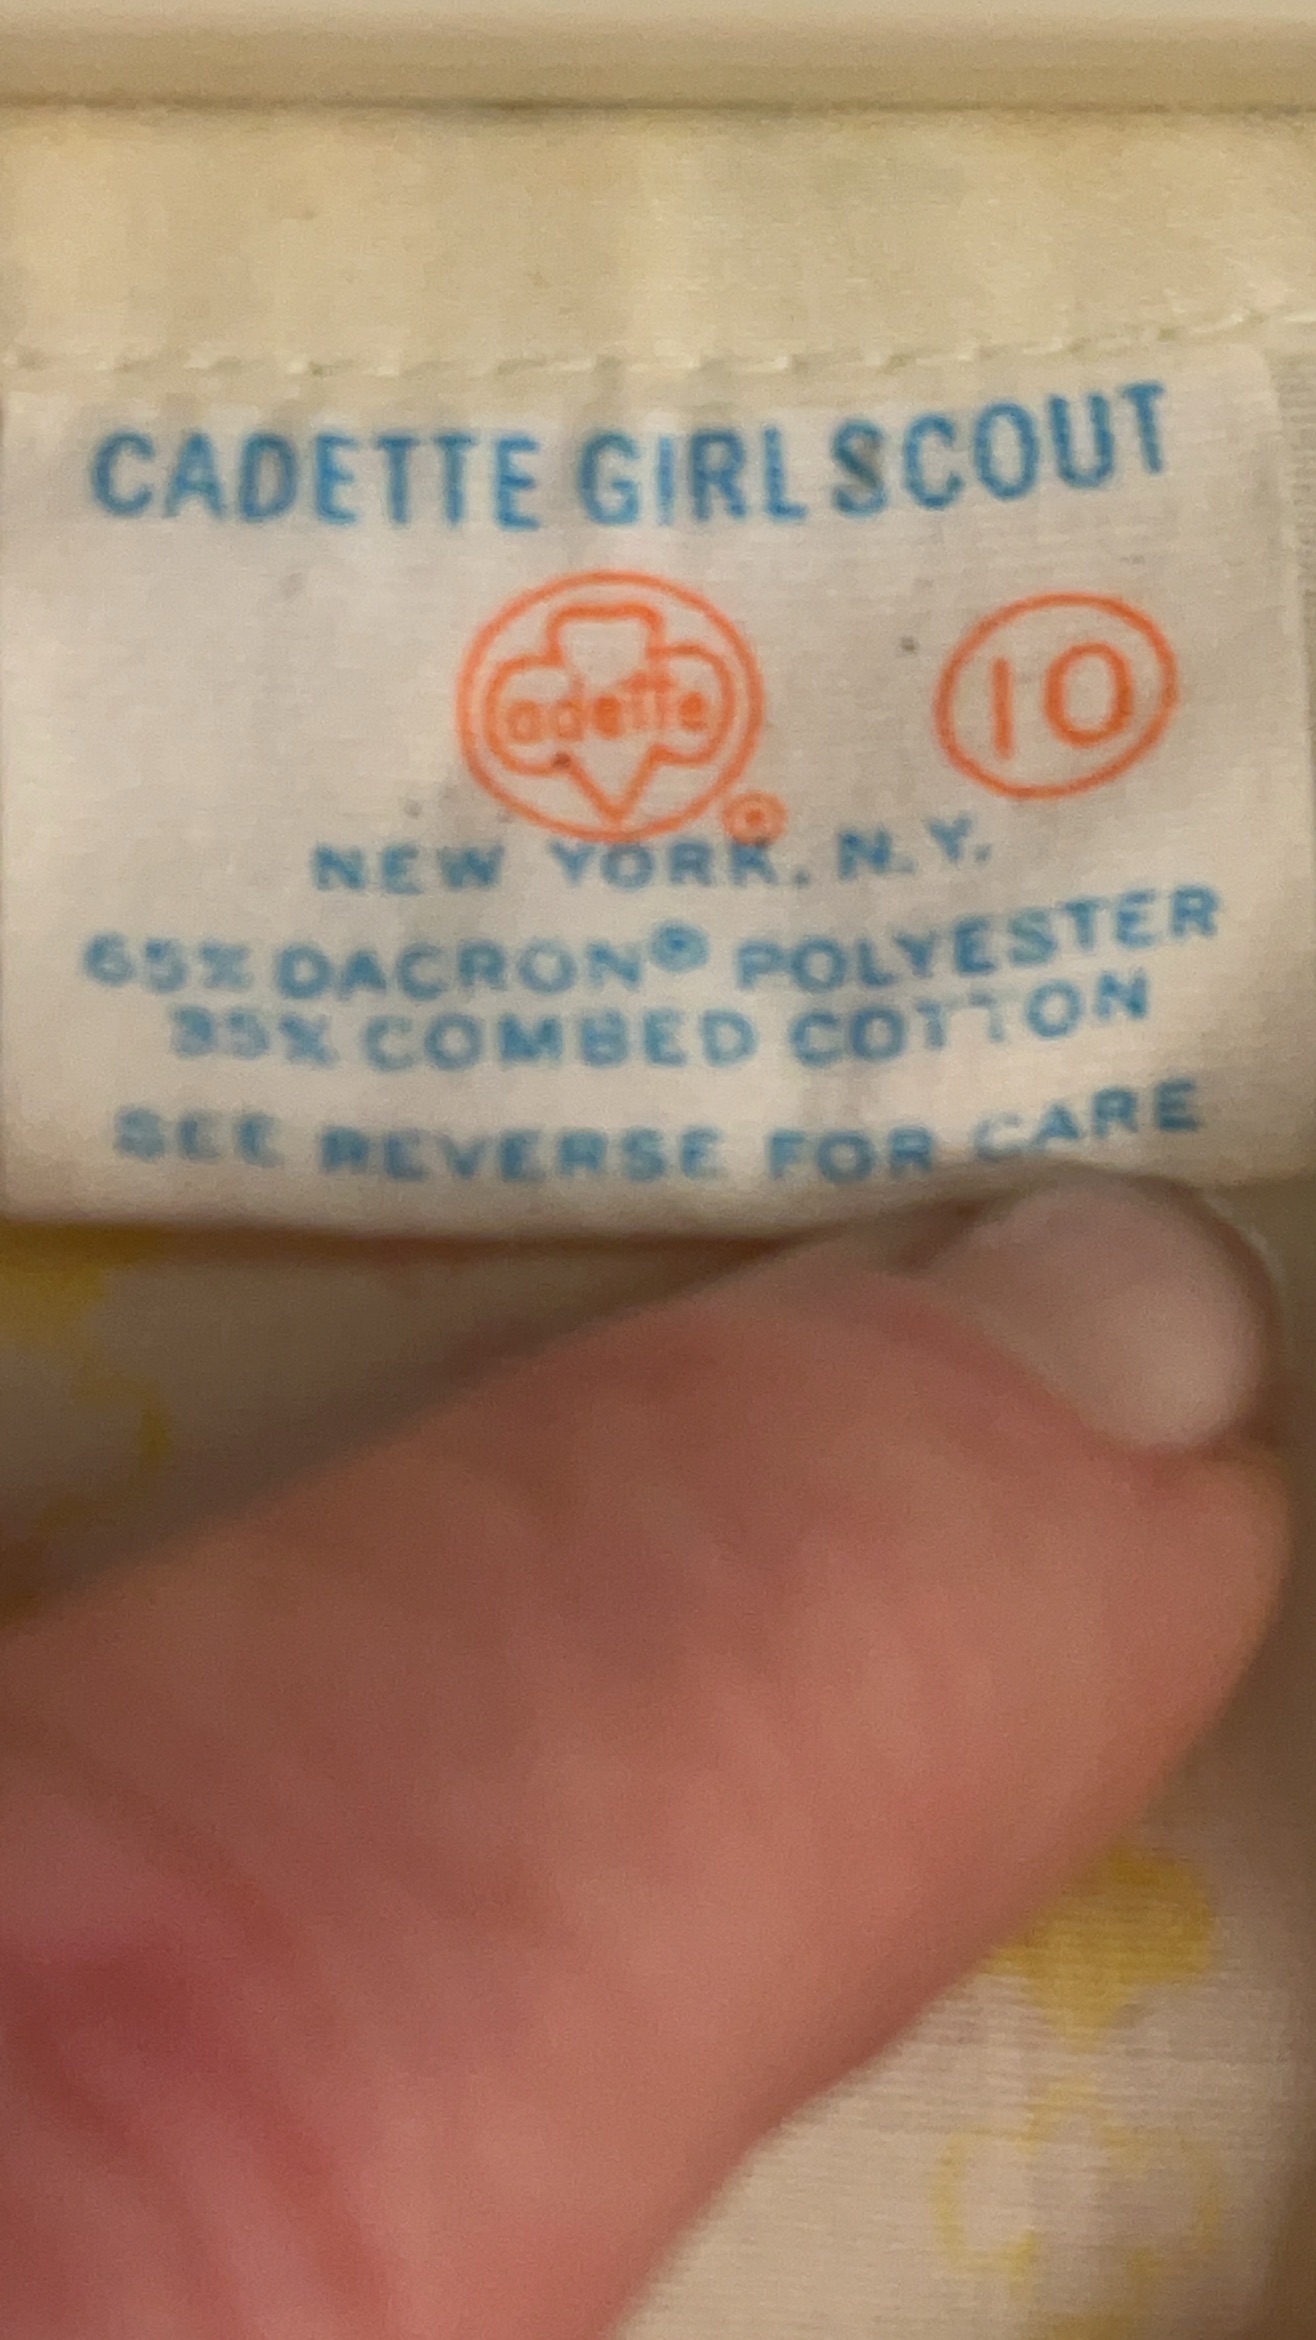 CADETTE GIRL SCOUT
Cadette
10
®
NEW YORK, N.Y.
65% DACRON® POLYESTER
35% COMBED COTTON
SEE REVERSE FOR CARE